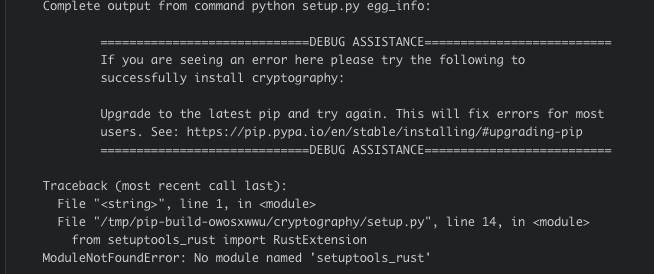 Complete output from command python setup.py egg_info:
=============================DEBUG ASSISTANCE==========================
If you are seeing an error here please try the following to
successfully install cryptography:
Upgrade to the latest pip and try again. This will fix errors for most
users. See: https://pip.pypa.io/en/stable/installing/#upgrading-pip
=============================DEBUG ASSISTANCE==========================
Traceback (most recent call last):
File "<string>", line 1, in <module>
File "/tmp/pip-build-owosxwwu/cryptography/setup.py", line 14, in <module>
from setuptools_rust import RustExtension
ModuleNotFoundError: No module named 'setuptools_rust'